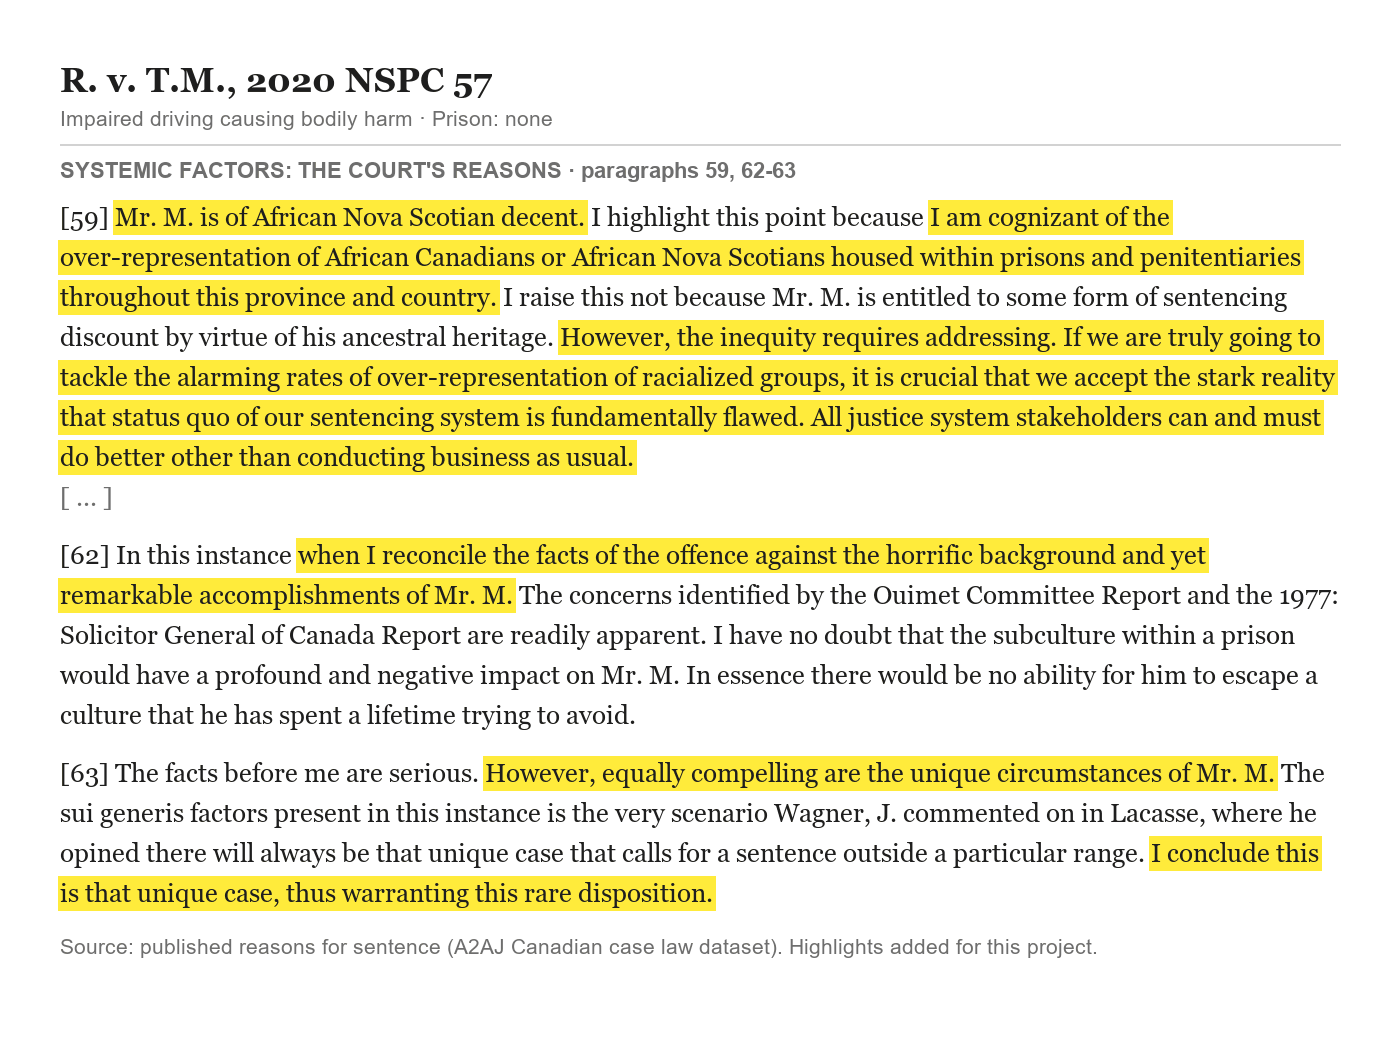 R. v. T.M., 2020 NSPC 57
Impaired driving causing bodily harm · Prison: none
SYSTEMIC FACTORS: THE COURT'S REASONS · paragraphs 59, 62-63
[59] Mr. M. is of African Nova Scotian decent. I highlight this point because I am cognizant of the
over-representation of African Canadians or African Nova Scotians housed within prisons and penitentiaries
throughout this province and country. I raise this not because Mr. M. is entitled to some form of sentencing
discount by virtue of his ancestral heritage. However, the inequity requires addressing. If we are truly going to
tackle the alarming rates of over-representation of racialized groups, it is crucial that we accept the stark reality
that status quo of our sentencing system is fundamentally flawed. All justice system stakeholders can and must
do better other than conducting business as usual.
[ ... ]
[62] In this instance when I reconcile the facts of the offence against the horrific background and yet
remarkable accomplishments of Mr. M. The concerns identified by the Ouimet Committee Report and the 1977:
Solicitor General of Canada Report are readily apparent. I have no doubt that the subculture within a prison
would have a profound and negative impact on Mr. M. In essence there would be no ability for him to escape a
culture that he has spent a lifetime trying to avoid.
[63] The facts before me are serious. However, equally compelling are the unique circumstances of Mr. M. The
sui generis factors present in this instance is the very scenario Wagner, J. commented on in Lacasse, where he
opined there will always be that unique case that calls for a sentence outside a particular range. I conclude this
is that unique case, thus warranting this rare disposition.
Source: published reasons for sentence (A2AJ Canadian case law dataset). Highlights added for this project.